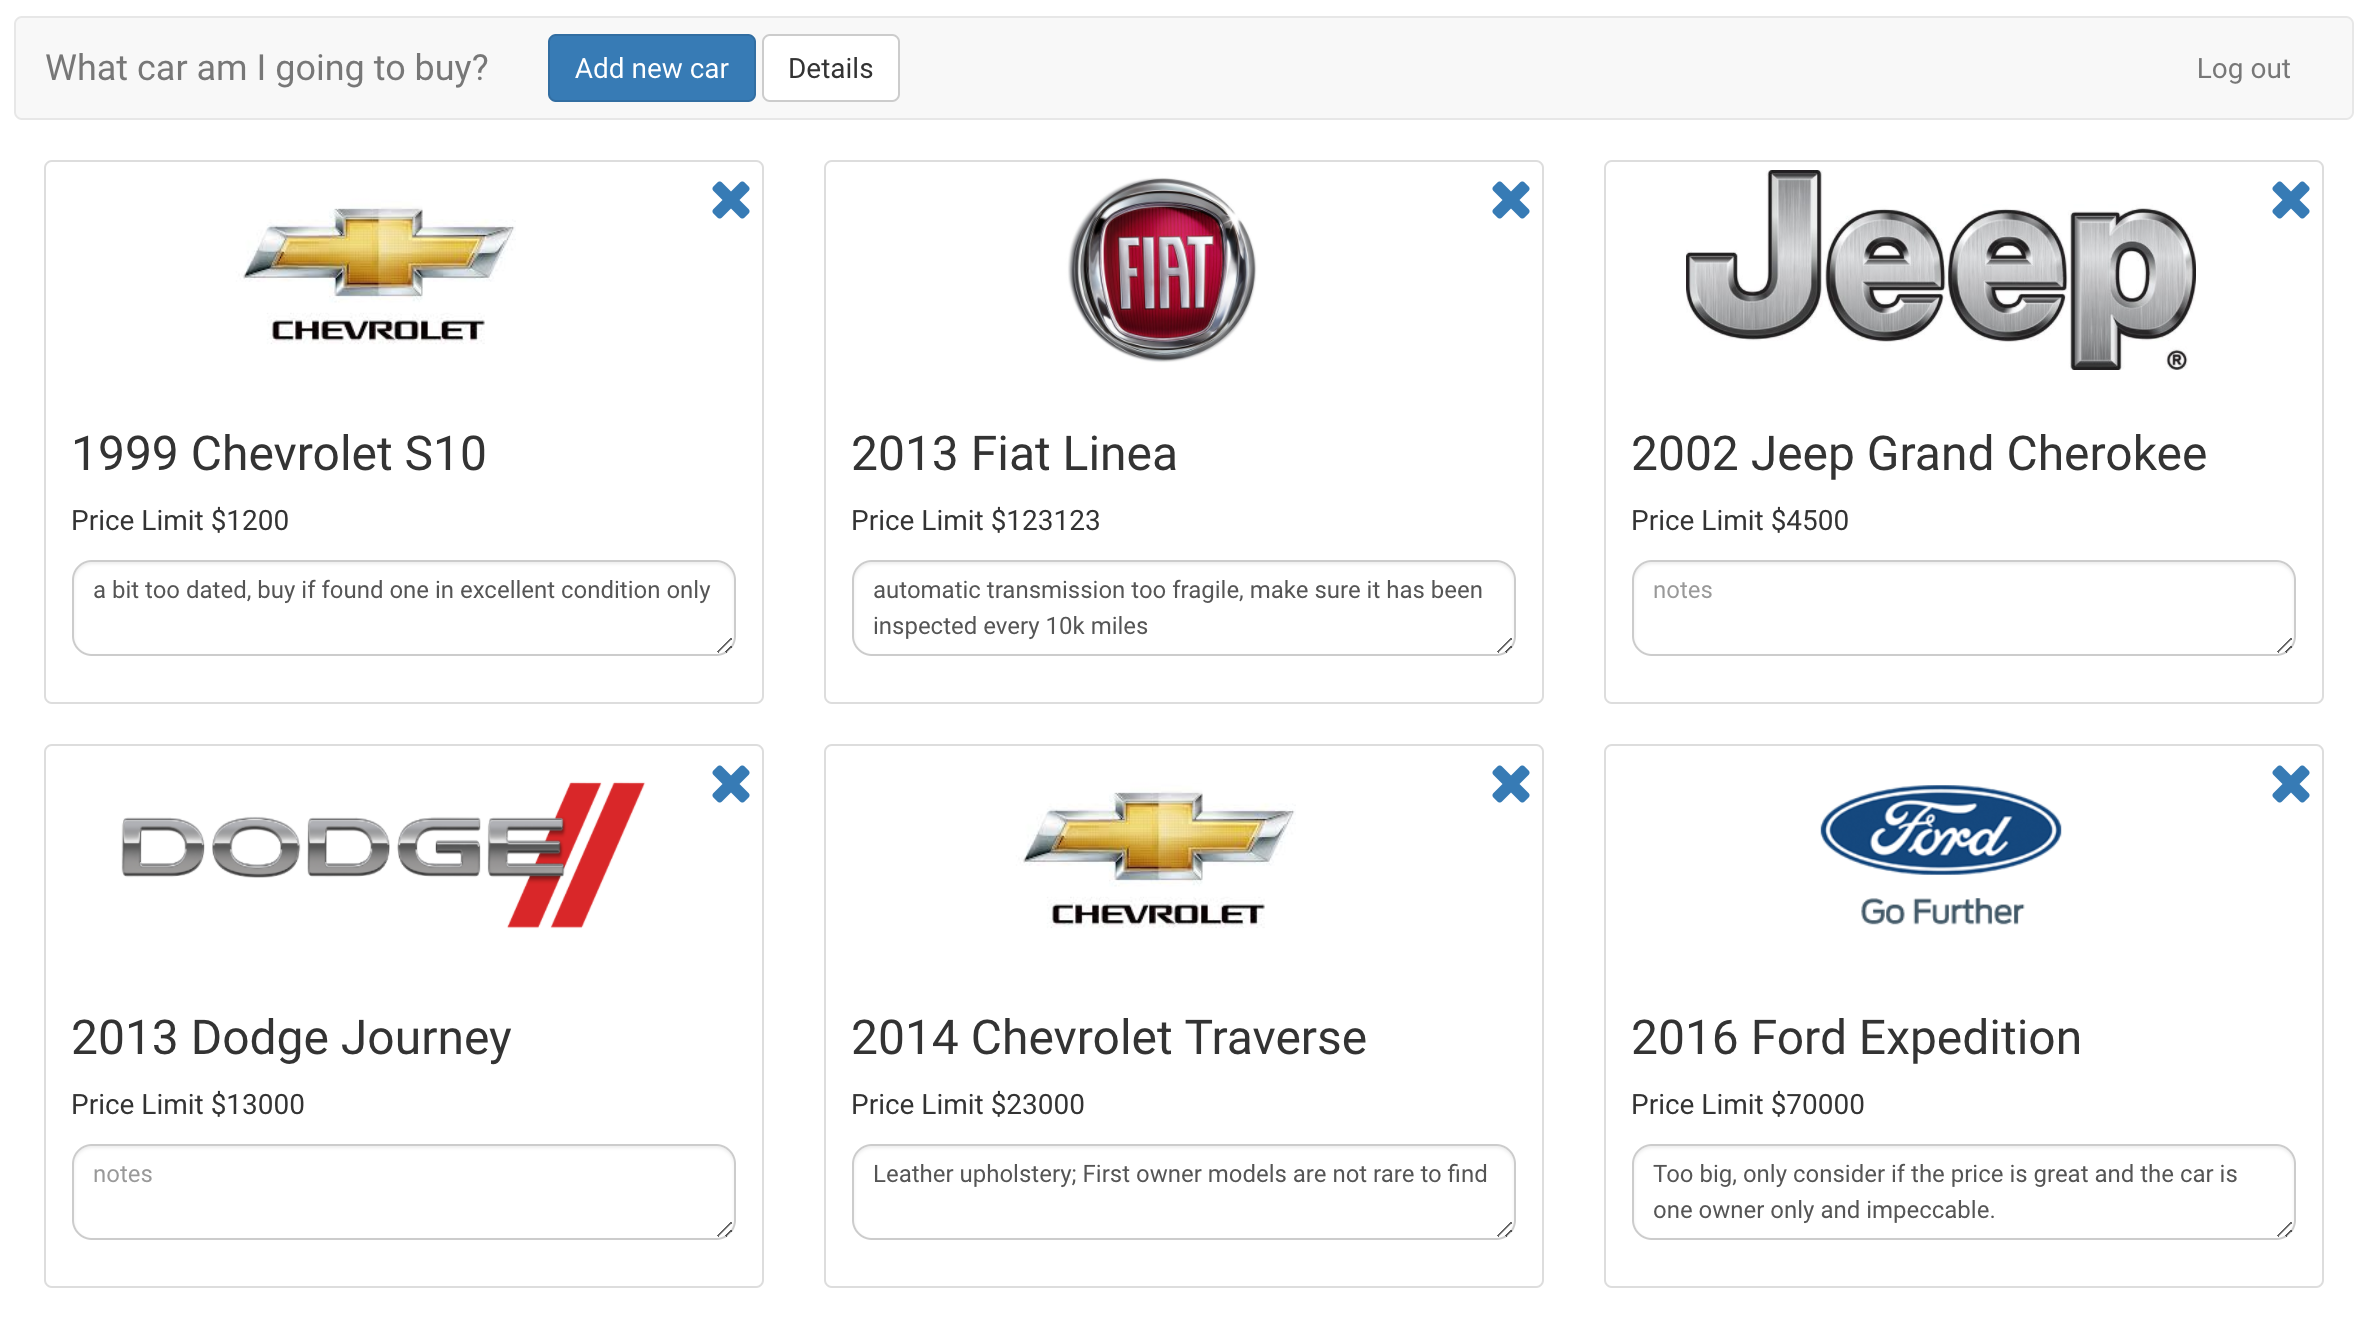 What car am I going to buy?
Add new car
Details
Log out
CHEVROLET
FIAT
Jeep
®
1999 Chevrolet S10
2013 Fiat Linea
2002 Jeep Grand Cherokee
Price Limit $1200
Price Limit $123123
Price Limit $4500
a bit too dated, buy if found one in excellent condition only
automatic transmission too fragile, make sure it has been
inspected every 10k miles
notes
DODGE
CHEVROLET
Ford
Go Further
2013 Dodge Journey
2014 Chevrolet Traverse
2016 Ford Expedition
Price Limit $13000
Price Limit $23000
Price Limit $70000
notes
Leather upholstery; First owner models are not rare to find
Too big, only consider if the price is great and the car is
one owner only and impeccable.